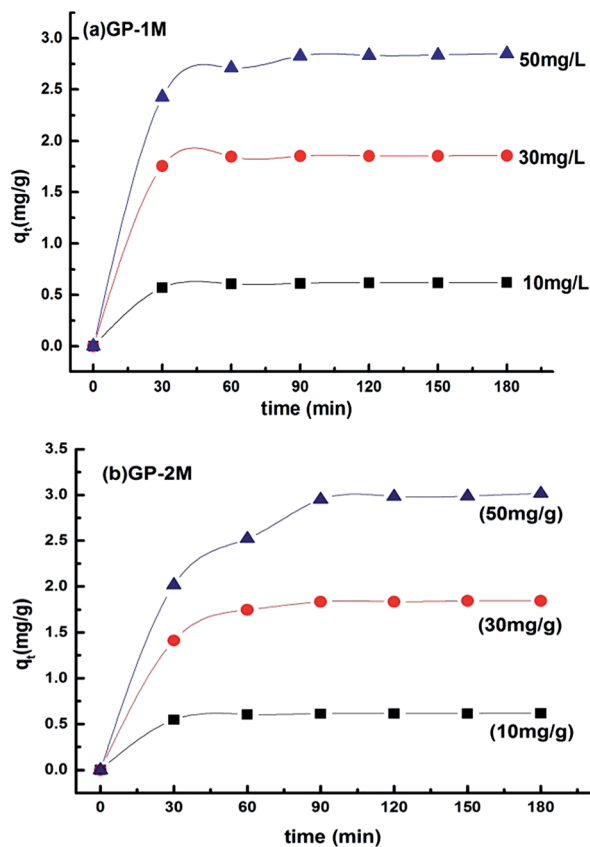 (a)GP-1M
3.0
2.5
2.0
1.5
1.0
0.5
0.0
qt(mg/g)
50mg/L
30mg/L
10mg/L
0 30 60 90 120 150 180
time (min)
(b)GP-2M
3.5
3.0
2.5
2.0
1.5
1.0
0.5
0.0
qt(mg/g)
(50mg/g)
(30mg/g)
(10mg/g)
0 30 60 90 120 150 180
time (min)